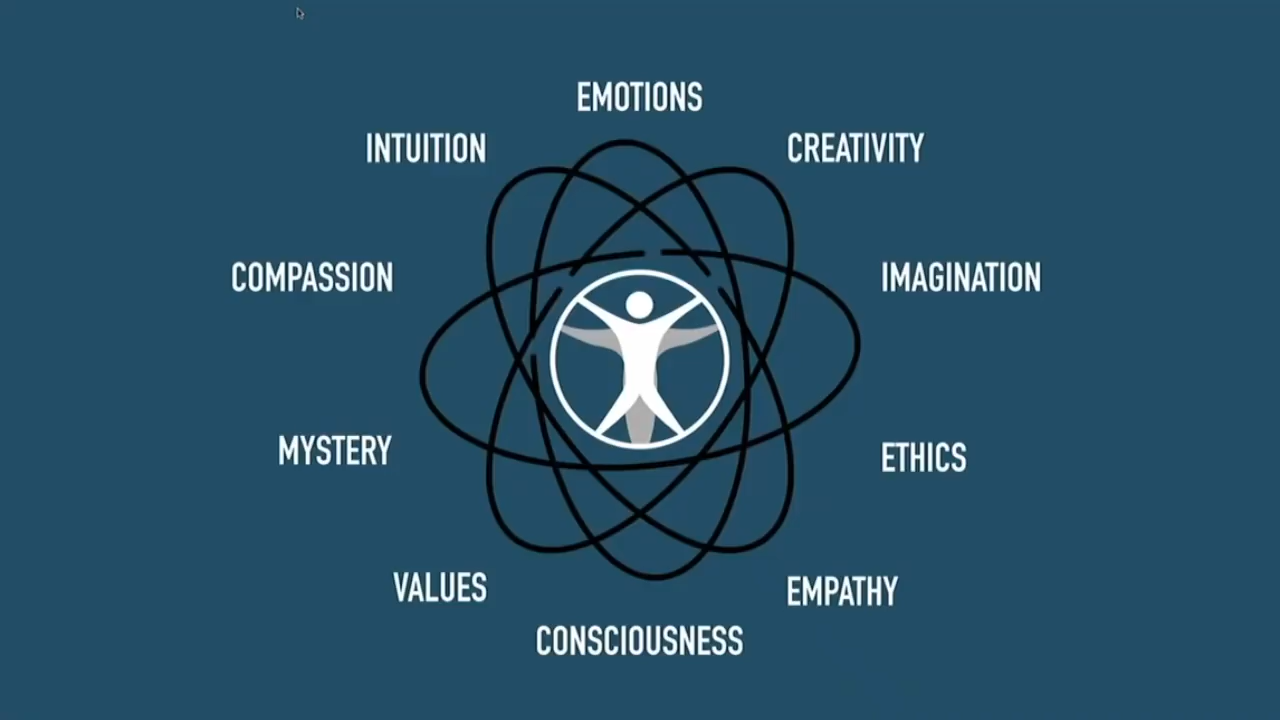 EMOTIONS
INTUITION
CREATIVITY
COMPASSION
IMAGINATION
MYSTERY
ETHICS
VALUES
EMPATHY
CONSCIOUSNESS